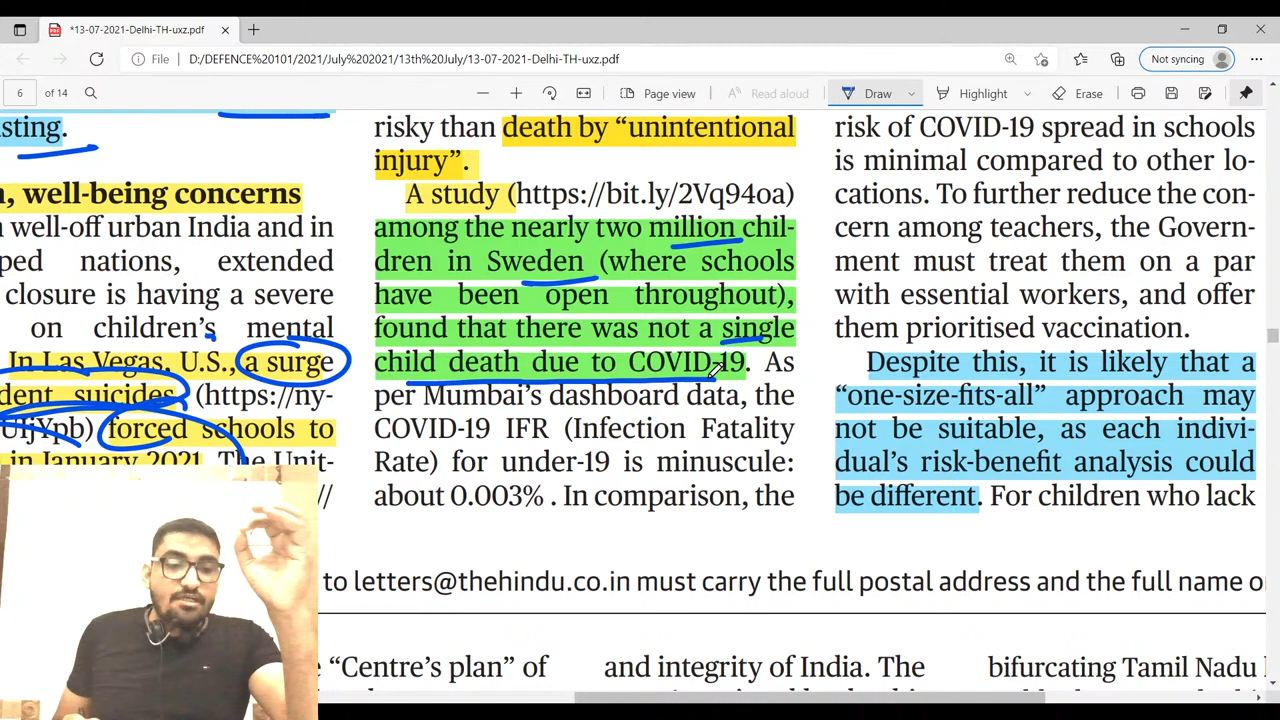 *13-07-2021-Delhi-TH-uxz.pdf
File D:/DEFENCE%20101/2021/July%202021/13th%20July/13-07-2021-Delhi-TH-uxz.pdf
Not syncing
6 of 14
Page view
Read aloud
Draw
Highlight
Erase
isting.
n, well-being concerns
well-off urban India and in
ped nations, extended
closure is having a severe
on children's mental
In Las Vegas, U.S., a surge
dent suicides (https://ny-
UljYpb) forced schools to
in January 2021. The Unit-
risky than death by "unintentional
injury".
A study (https://bit.ly/2Vq94oa)
among the nearly two million chil-
dren in Sweden (where schools
have been open throughout),
found that there was not a single
child death due to COVID-19. As
per Mumbai's dashboard data, the
COVID-19 IFR (Infection Fatality
Rate) for under-19 is minuscule:
about 0.003% . In comparison, the
risk of COVID-19 spread in schools
is minimal compared to other lo-
cations. To further reduce the con-
cern among teachers, the Govern-
ment must treat them on a par
with essential workers, and offer
them prioritised vaccination.
Despite this, it is likely that a
"one-size-fits-all" approach may
not be suitable, as each indivi-
dual's risk-benefit analysis could
be different. For children who lack
to letters@thehindu.co.in must carry the full postal address and the full name o
"Centre's plan" of
and integrity of India. The
bifurcating Tamil Nadu